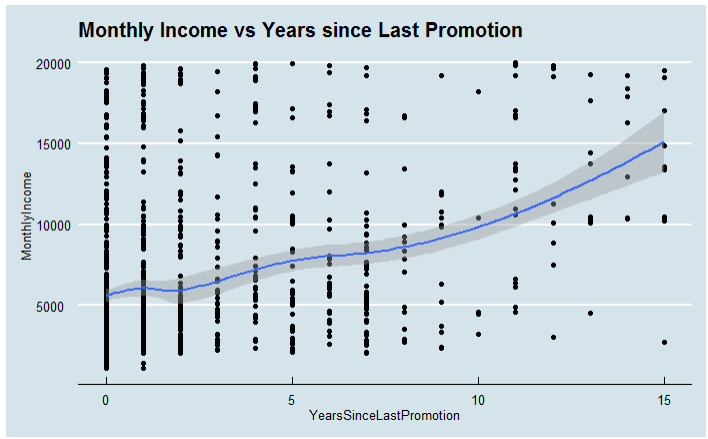 Monthly Income vs Years since Last Promotion
20000
15000
10000
5000
MonthlyIncome
0 5 10 15
YearsSinceLastPromotion